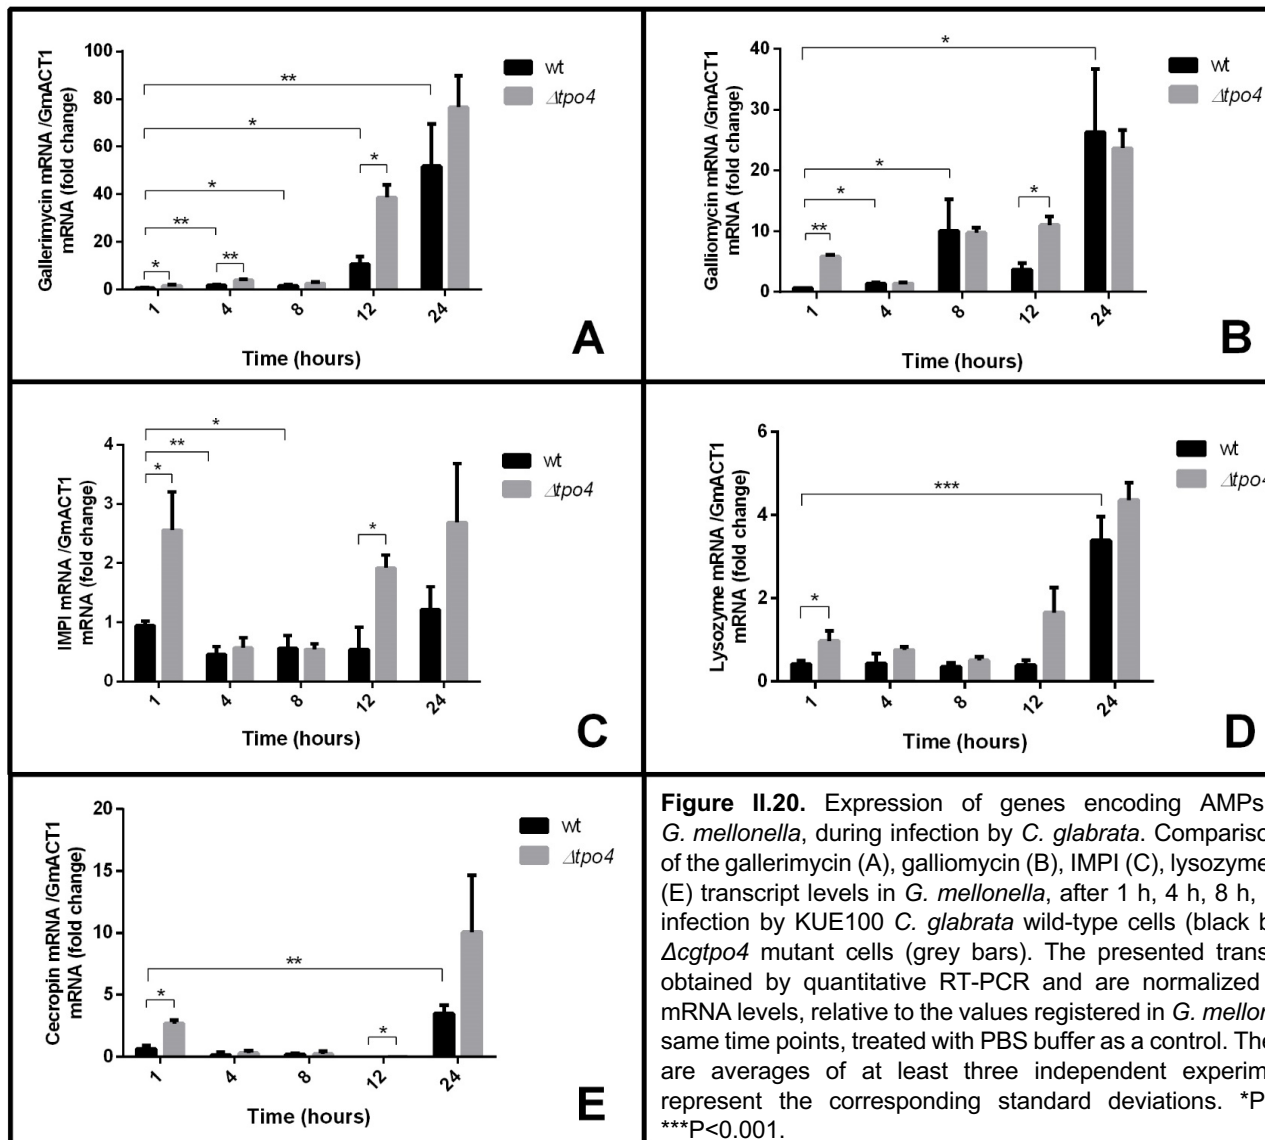 Gallerimycin mRNA /GmACT1
mRNA (fold change)
100
80
60
40
20
0
**
*
*
**
*
**
*
wt
Δtpo4
1
4
8
12
24
Time (hours)
A
Galliomycin mRNA /GmACT1
mRNA (fold change)
40
30
20
10
0
*
*
*
**
*
wt
Δtpo4
1
4
8
12
24
Time (hours)
B
IMPI mRNA /GmACT1
mRNA (fold change)
4
3
2
1
0
*
**
*
*
wt
Δtpo4
1
4
8
12
24
Time (hours)
C
Lysozyme mRNA /GmACT1
mRNA (fold change)
6
4
2
0
***
*
wt
Δtpo4
1
4
8
12
24
Time (hours)
D
Cecropin mRNA /GmACT1
mRNA (fold change)
20
15
10
5
0
**
*
*
wt
Δtpo4
1
4
8
12
24
Time (hours)
E
Figure II.20. Expression of genes encoding AMPs
G. mellonella, during infection by C. glabrata. Compariso
of the gallerimycin (A), galliomycin (B), IMPI (C), lysozyme
(E) transcript levels in G. mellonella, after 1 h, 4 h, 8 h,
infection by KUE100 C. glabrata wild-type cells (black b
Δcgtpo4 mutant cells (grey bars). The presented trans
obtained by quantitative RT-PCR and are normalized
mRNA levels, relative to the values registered in G. mellon
same time points, treated with PBS buffer as a control. The
are averages of at least three independent experim
represent the corresponding standard deviations. *P
***P<0.001.